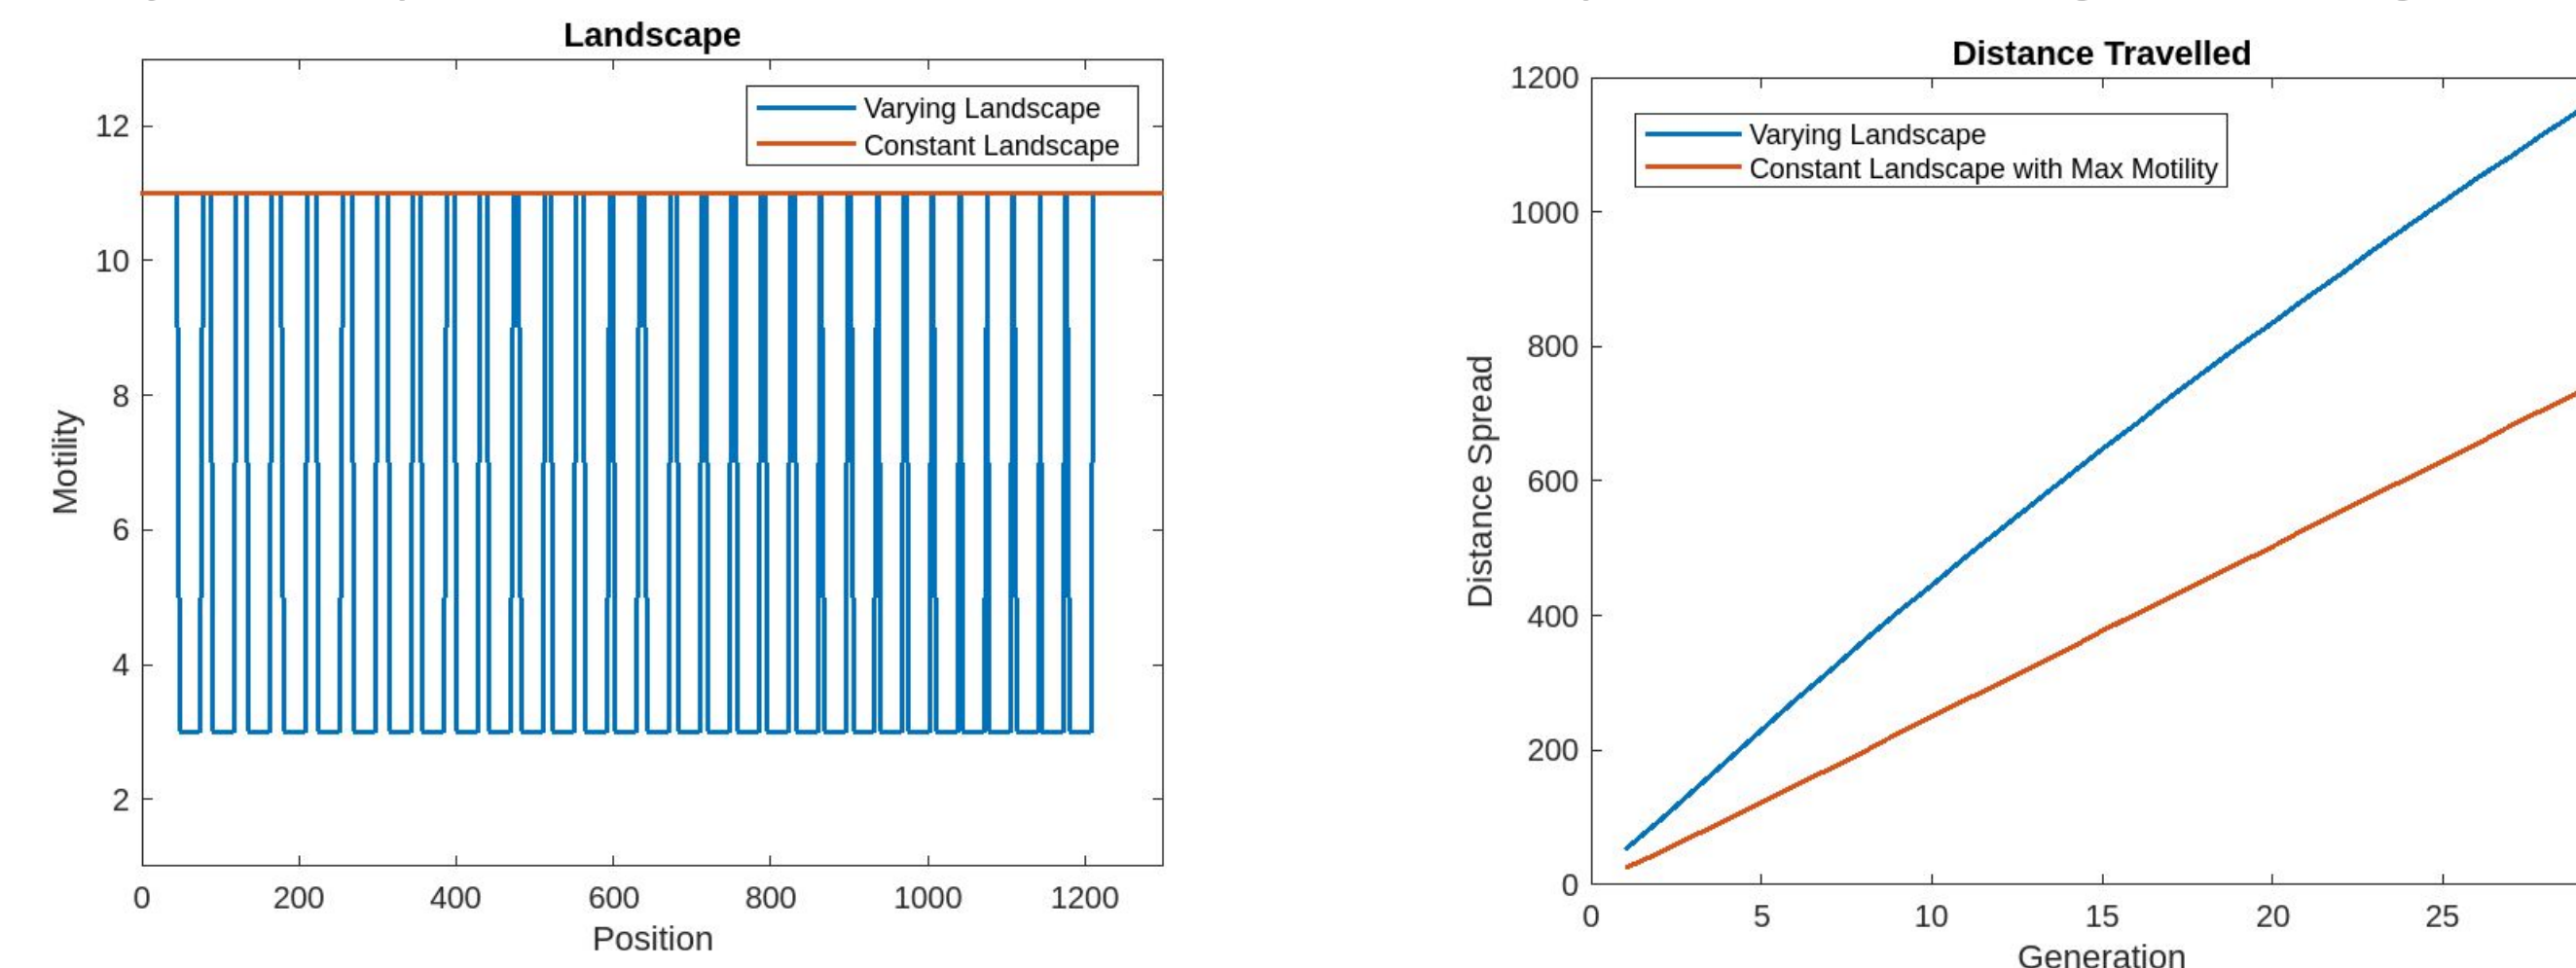 Landscape
Varying Landscape
Constant Landscape
12
10
8
6
4
2
Motility
0 200 400 600 800 1000 1200
Position
Distance Travelled
Varying Landscape
Constant Landscape with Max Motility
1200
1000
800
600
400
200
0
Distance Spread
0 5 10 15 20 25
Generation